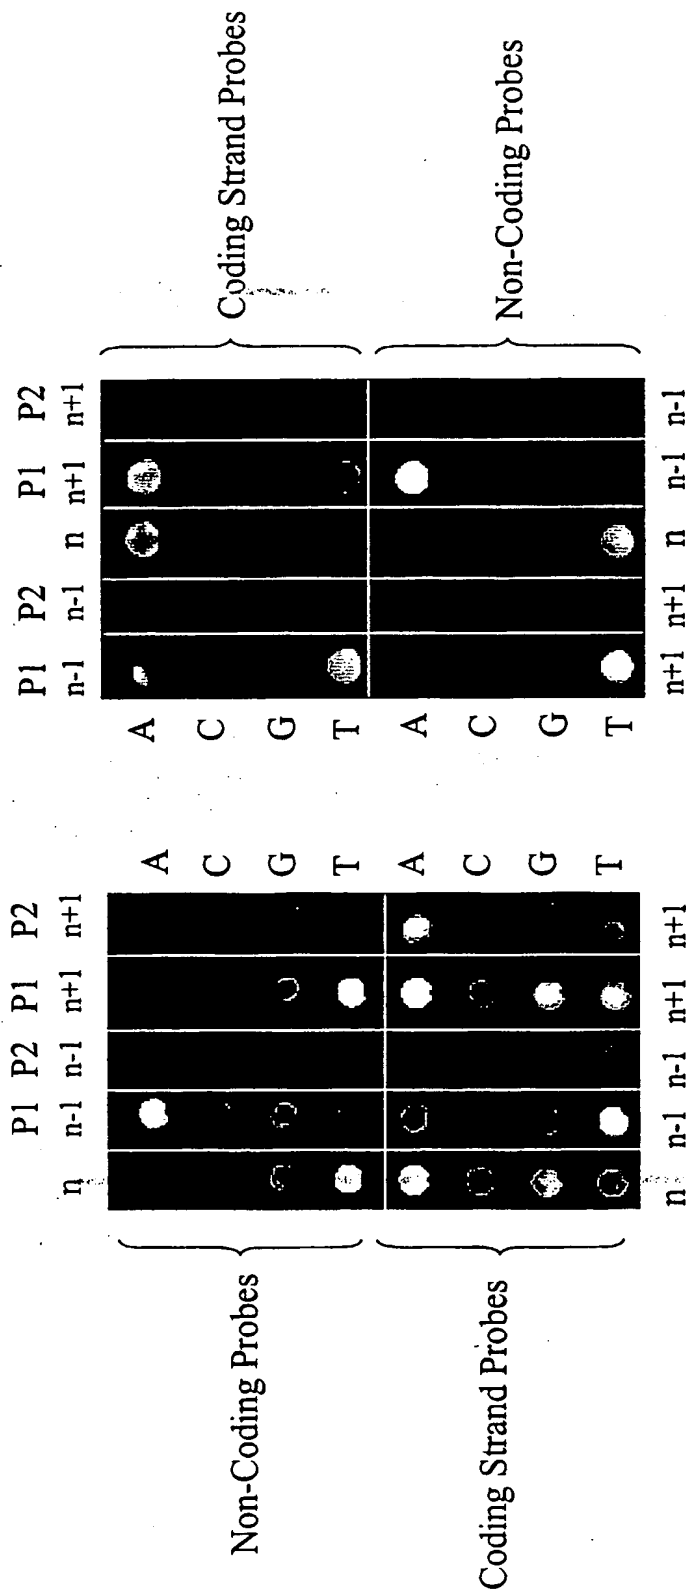 P1 P2 P1 P2
n-1 n-1 n n+1 n+1
A
C
G
T
Coding Strand Probes
A
C
G
T
Non-Coding Probes
n+1 n+1 n n-1 n-1
P1 P2 P1 P2
n n-1 n-1 n+1 n+1
Non-Coding Probes
A
C
G
T
Coding Strand Probes
A
C
G
T
n n-1 n-1 n+1 n+1